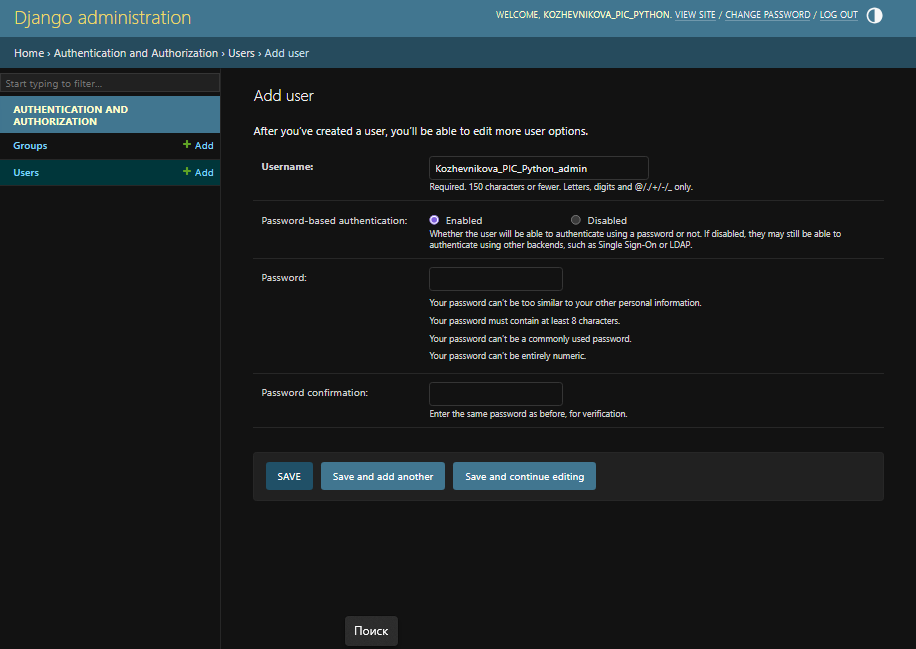 Django administration
WELCOME, KOZHEVNIKOVA_PIC_PYTHON. VIEW SITE / CHANGE PASSWORD / LOG OUT
Home › Authentication and Authorization › Users › Add user
Start typing to filter...
AUTHENTICATION AND
AUTHORIZATION
Groups + Add
Users + Add
Add user
After you've created a user, you'll be able to edit more user options.
Username: Kozhevnikova_PIC_Python_admin
Required. 150 characters or fewer. Letters, digits and @/./+/-/_ only.
Password-based authentication: Enabled Disabled
Whether the user will be able to authenticate using a password or not. If disabled, they may still be able to
authenticate using other backends, such as Single Sign-On or LDAP.
Password:
Your password can't be too similar to your other personal information.
Your password must contain at least 8 characters.
Your password can't be a commonly used password.
Your password can't be entirely numeric.
Password confirmation:
Enter the same password as before, for verification.
SAVE Save and add another Save and continue editing
Поиск